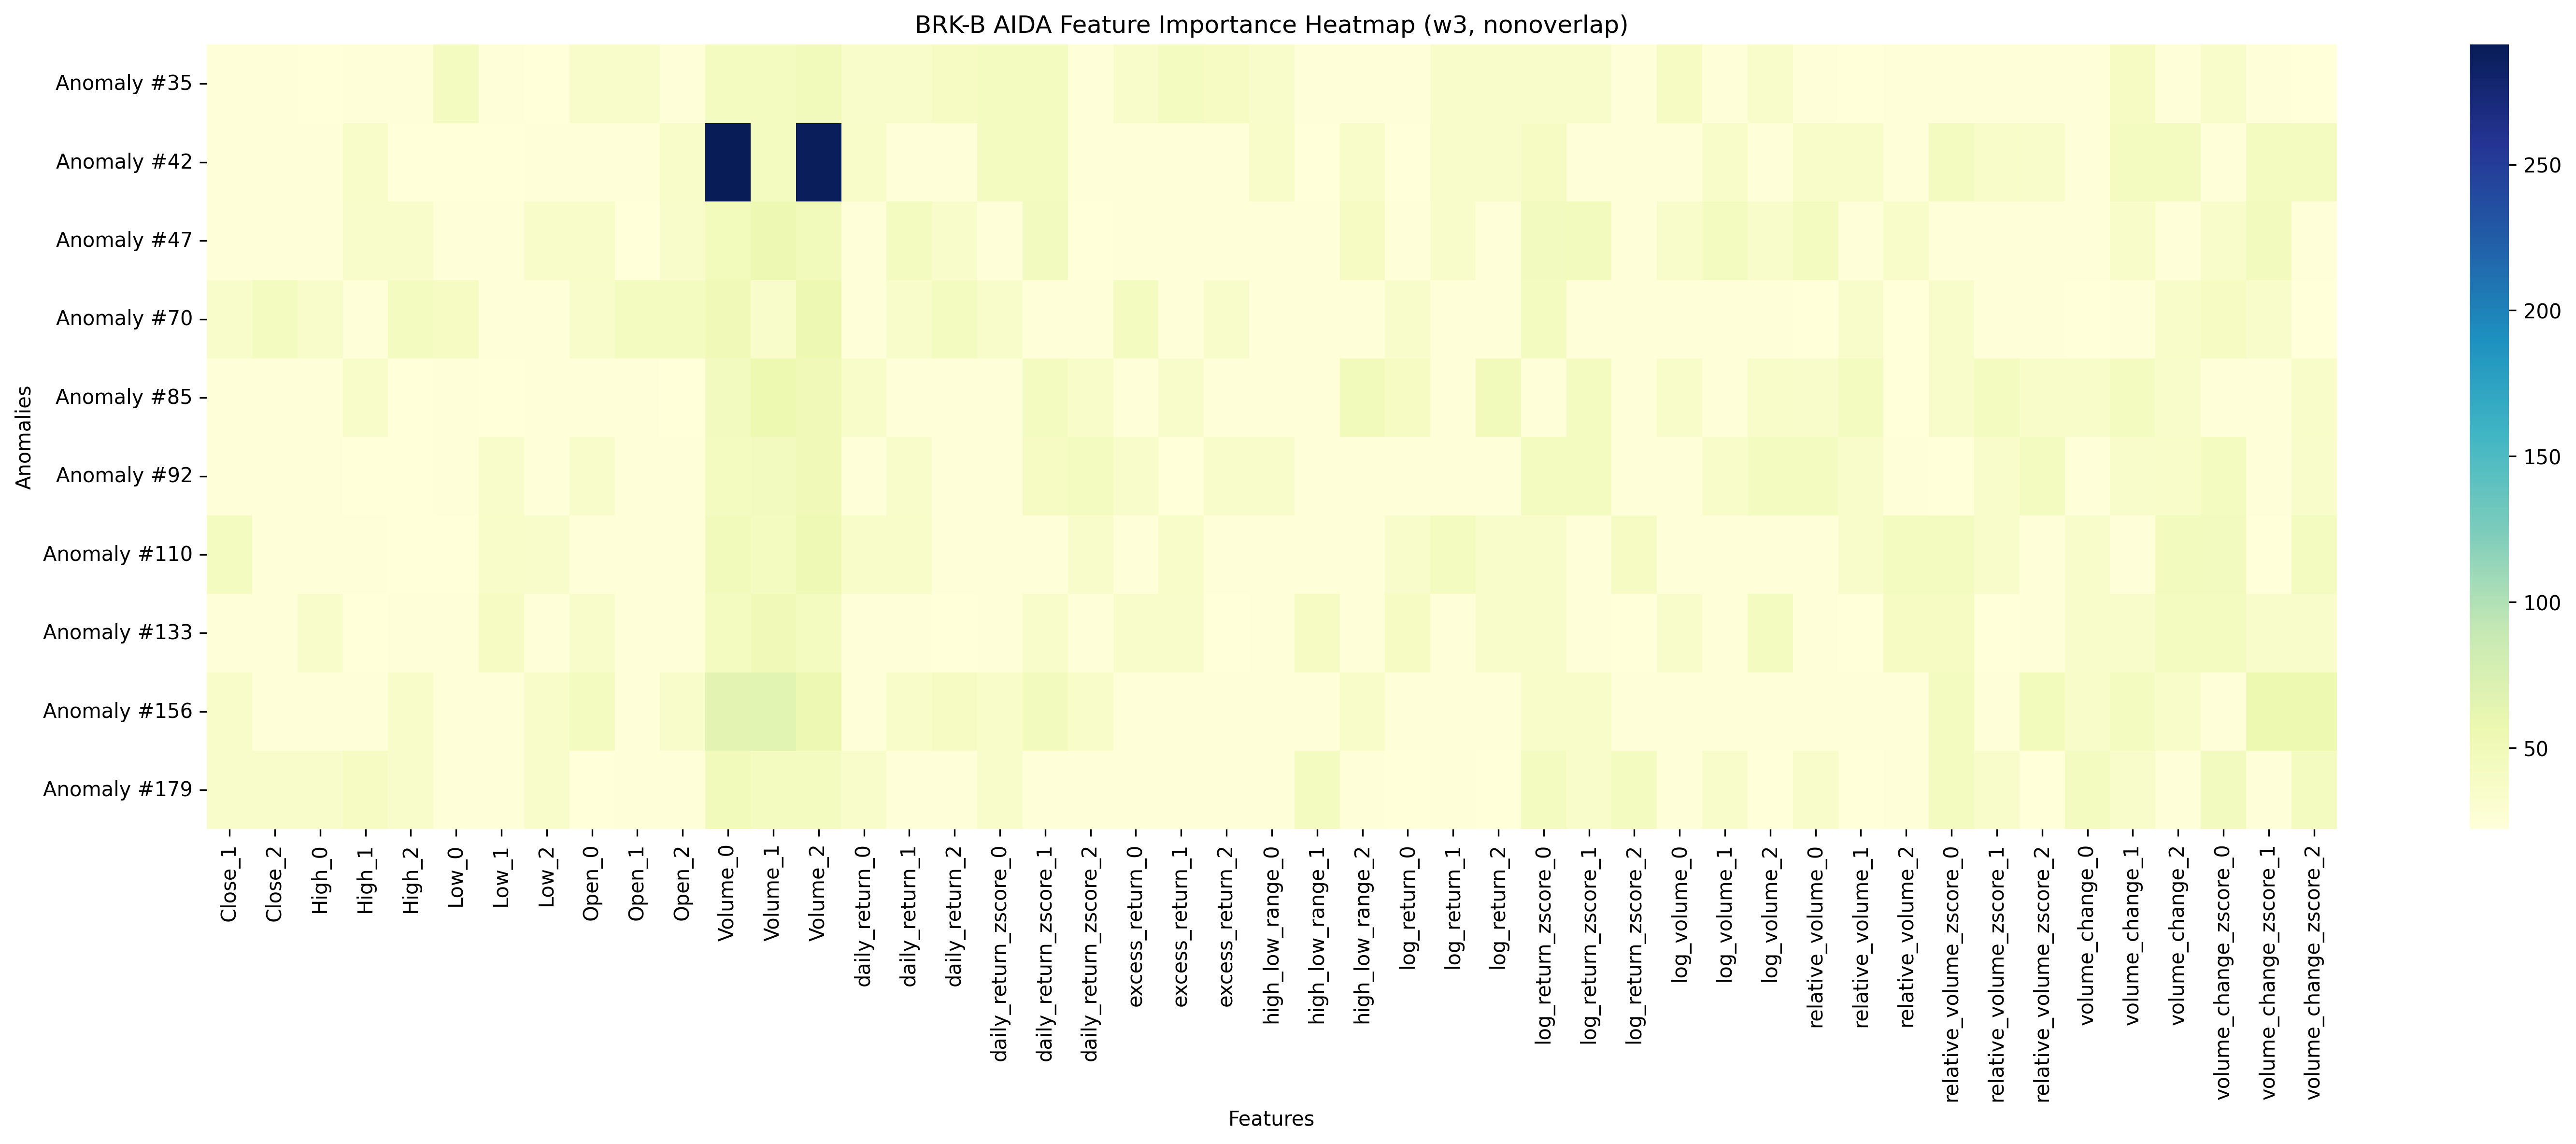 BRK-B AIDA Feature Importance Heatmap (w3, nonoverlap)
Anomalies
Anomaly #35
Anomaly #42
Anomaly #47
Anomaly #70
Anomaly #85
Anomaly #92
Anomaly #110
Anomaly #133
Anomaly #156
Anomaly #179
Close_1
Close_2
High_0
High_1
High_2
Low_0
Low_1
Low_2
Open_0
Open_1
Open_2
Volume_0
Volume_1
Volume_2
daily_return_0
daily_return_1
daily_return_2
daily_return_zscore_0
daily_return_zscore_1
daily_return_zscore_2
excess_return_0
excess_return_1
excess_return_2
high_low_range_0
high_low_range_1
high_low_range_2
log_return_0
log_return_1
log_return_2
log_return_zscore_0
log_return_zscore_1
log_return_zscore_2
log_volume_0
log_volume_1
log_volume_2
relative_volume_0
relative_volume_1
relative_volume_2
relative_volume_zscore_0
relative_volume_zscore_1
relative_volume_zscore_2
volume_change_0
volume_change_1
volume_change_2
volume_change_zscore_0
volume_change_zscore_1
volume_change_zscore_2
Features
250
200
150
100
50